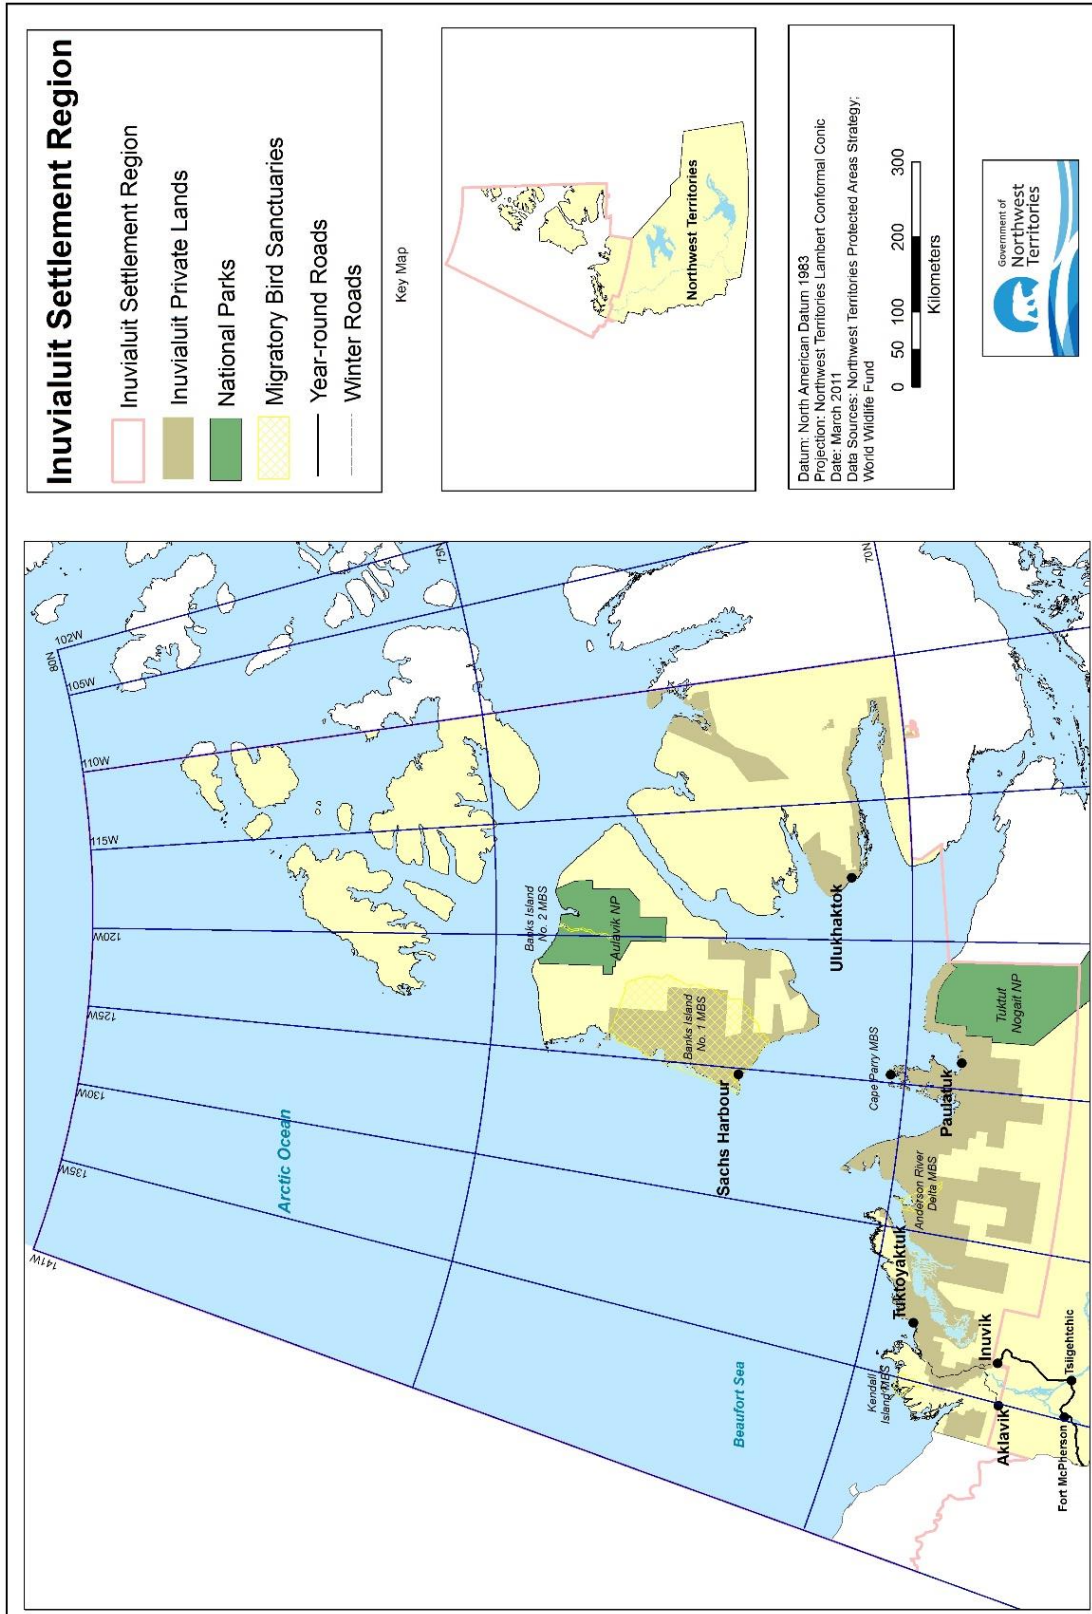 Inuvialuit Settlement Region
Inuvialuit Settlement Region
Inuvialuit Private Lands
National Parks
Migratory Bird Sanctuaries
Year-round Roads
Winter Roads
Key Map
Northwest Territories
Datum: North American Datum 1983
Projection: Northwest Territories Lambert Conformal Conic
Date: March 2011
Data Sources: Northwest Territories Protected Areas Strategy;
World Wildlife Fund
0 50 100 200 300
Kilometers
Government of
Northwest
Territories
141W
135W
130W
125W
120W
115W
110W
105W
102W
80N
75N
70N
Arctic Ocean
Beaufort Sea
Banks Island
No. 2 MBS
Aulavik NP
Banks Island
No. 1 MBS
Sachs Harbour
Ulukhaktok
Cape Parry MBS
Paulatuk
Tuktut
Nogait NP
Anderson River
Delta MBS
Tuktoyaktuk
Kendall
Island MBS
Inuvik
Aklavik
Tsiigehtchic
Fort McPherson